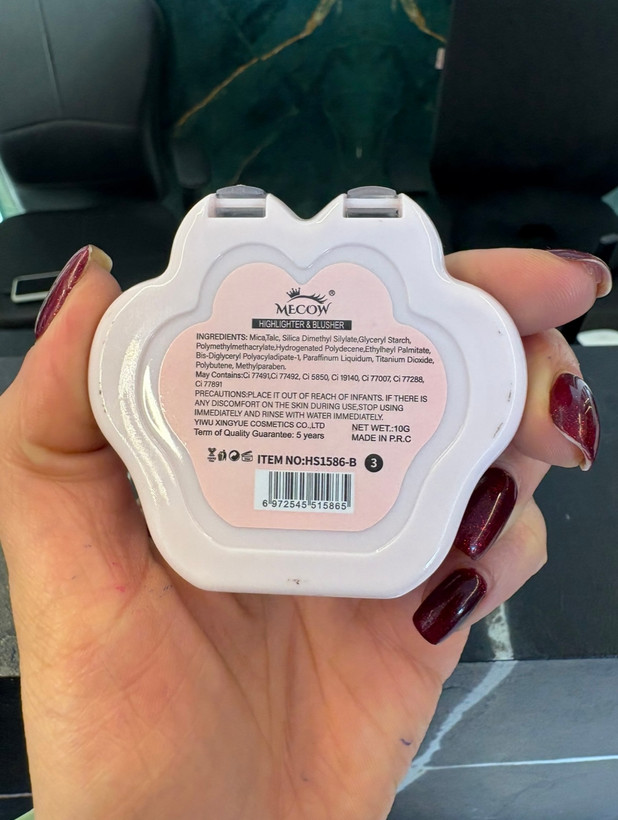 MECOW®
HIGHLIGHTER & BLUSHER
INGREDIENTS: Mica,Talc, Silica Dimethyl Silylate,Glyceryl Starch,
Polymethylmethacrylate,Hydrogenated Polydecene,Ethylheyl Palmitate,
Bis-Diglyceryl Polyacyladipate-1, Paraffinum Liquidum, Titanium Dioxide,
Polybutene, Methylparaben.
May Contains:Ci 77491,Ci 77492, Ci 5850, Ci 19140, Ci 77007, Ci 77288,
Ci 77891
PRECAUTIONS:PLACE IT OUT OF REACH OF INFANTS. IF THERE IS
ANY DISCOMFORT ON THE SKIN DURING USE,STOP USING
IMMEDIATELY AND RINSE WITH WATER IMMEDIATELY.
YIWU XINGYUE COSMETICS CO.,LTD NET WET.:10G
Term of Quality Guarantee: 5 years MADE IN P.R.C
ITEM NO:HS1586-B 3
6 972545 515865